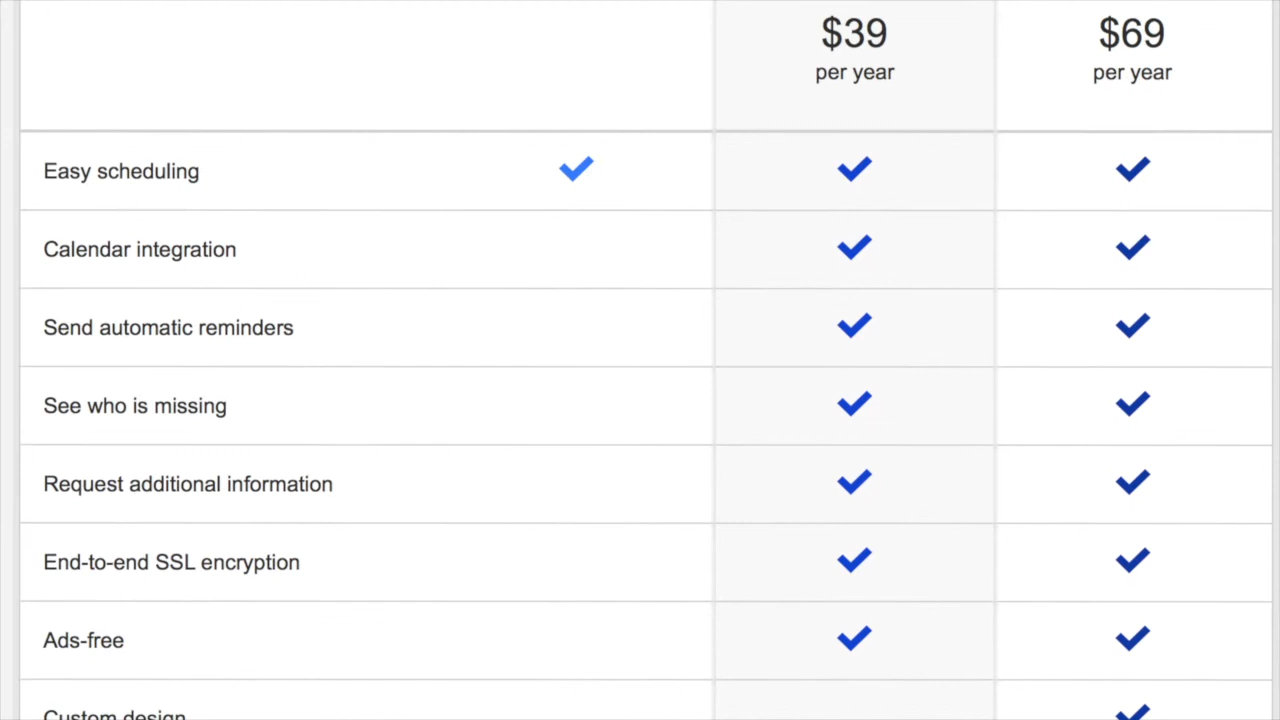 $39 $69
per year per year
Easy scheduling
Calendar integration
Send automatic reminders
See who is missing
Request additional information
End-to-end SSL encryption
Ads-free
Custom design